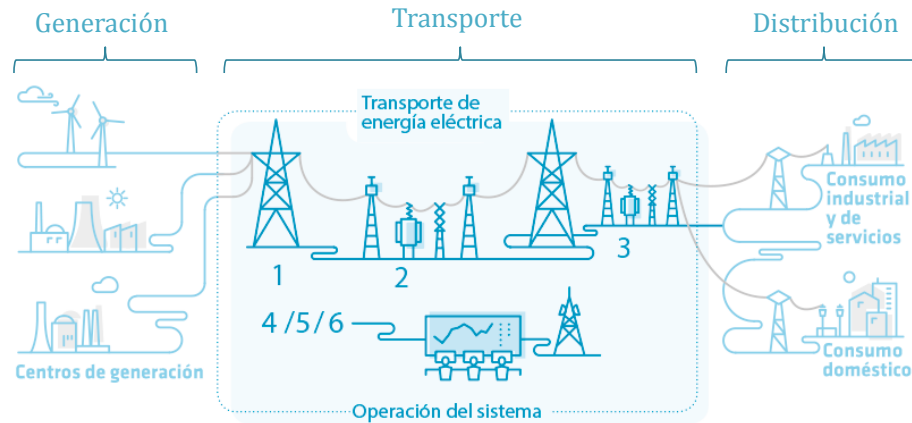 Generación
Transporte
Distribución
Transporte de
energía eléctrica
1
2
3
4 /5/ 6
Centros de generación
Operación del sistema
Consumo
industrial
y de
servicios
Consumo
doméstico